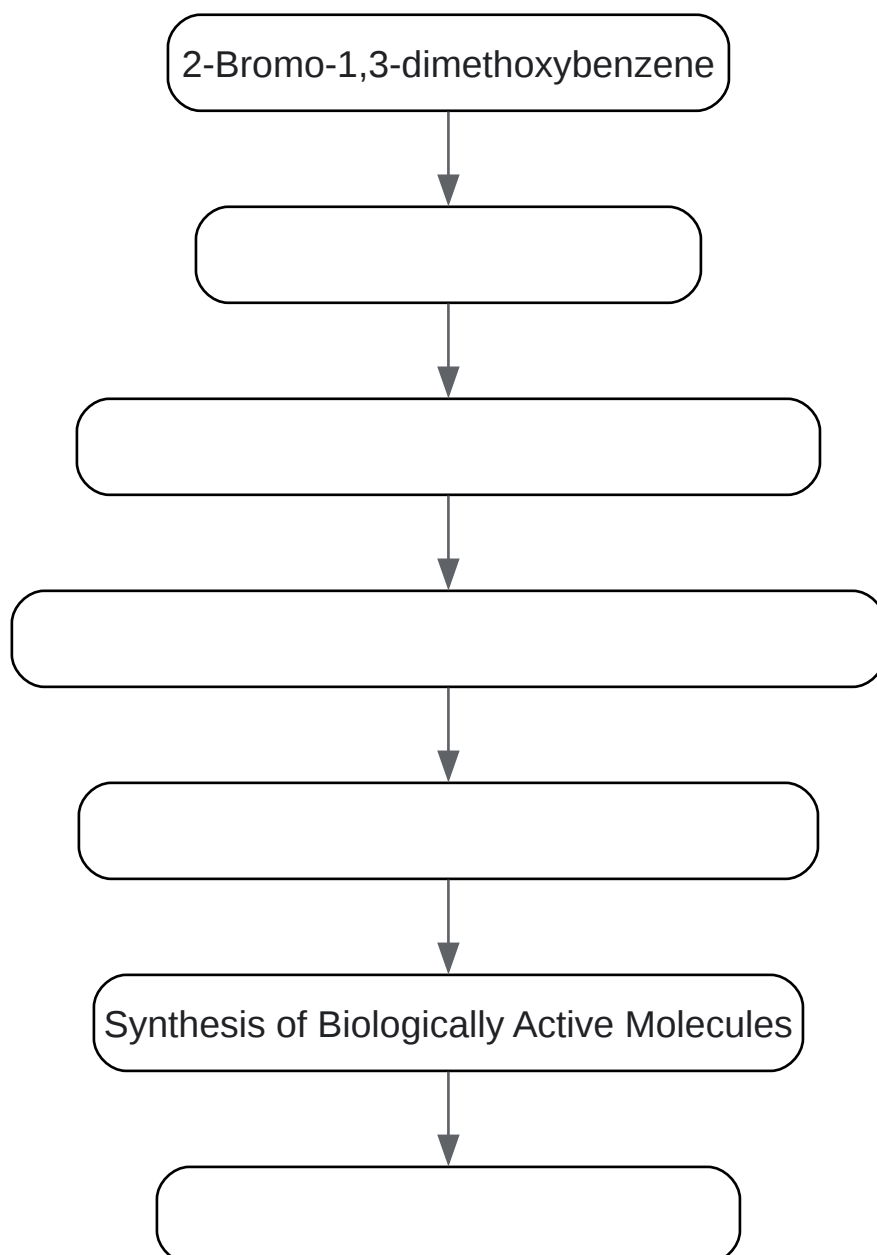 2-Bromo-1,3-dimethoxybenzene
Synthesis of Biologically Active Molecules